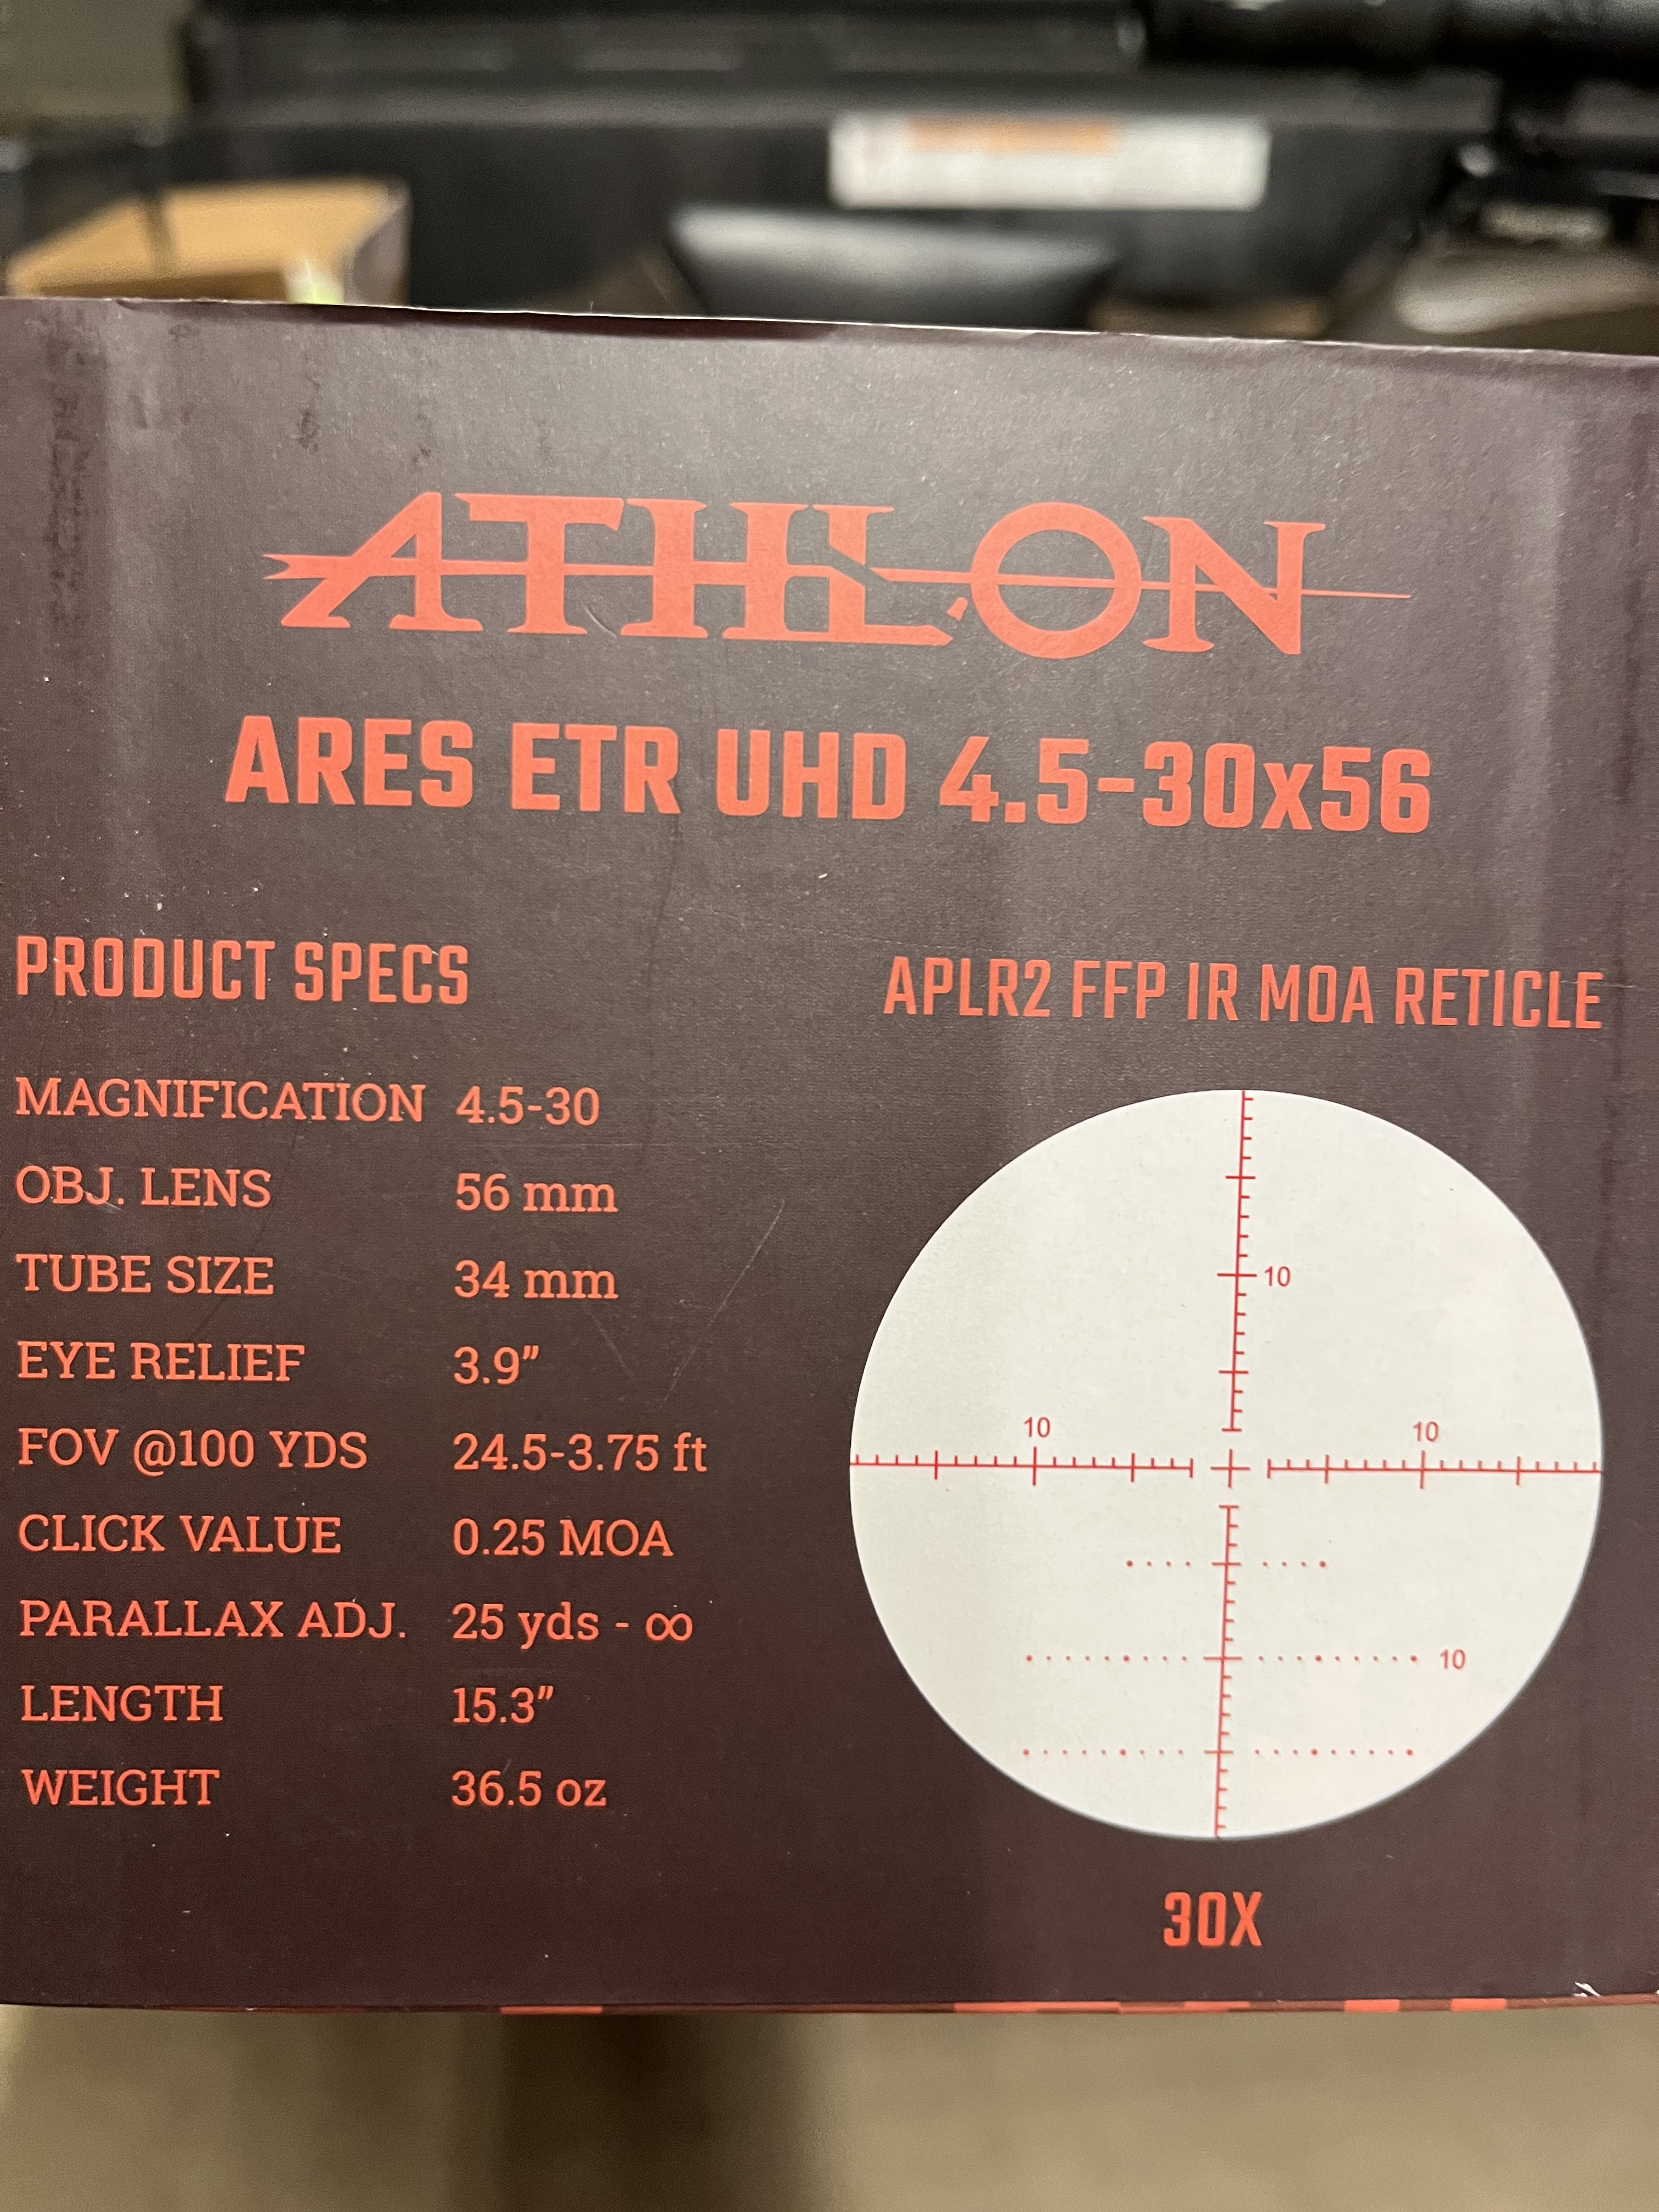 ATHLON
ARES ETR UHD 4.5-30x56
PRODUCT SPECS
MAGNIFICATION 4.5-30
OBJ. LENS 56 mm
TUBE SIZE 34 mm
EYE RELIEF 3.9”
FOV @100 YDS 24.5-3.75 ft
CLICK VALUE 0.25 MOA
PARALLAX ADJ. 25 yds - ∞
LENGTH 15.3”
WEIGHT 36.5 oz
APLR2 FFP IR MOA RETICLE
10
10 10
10
30X